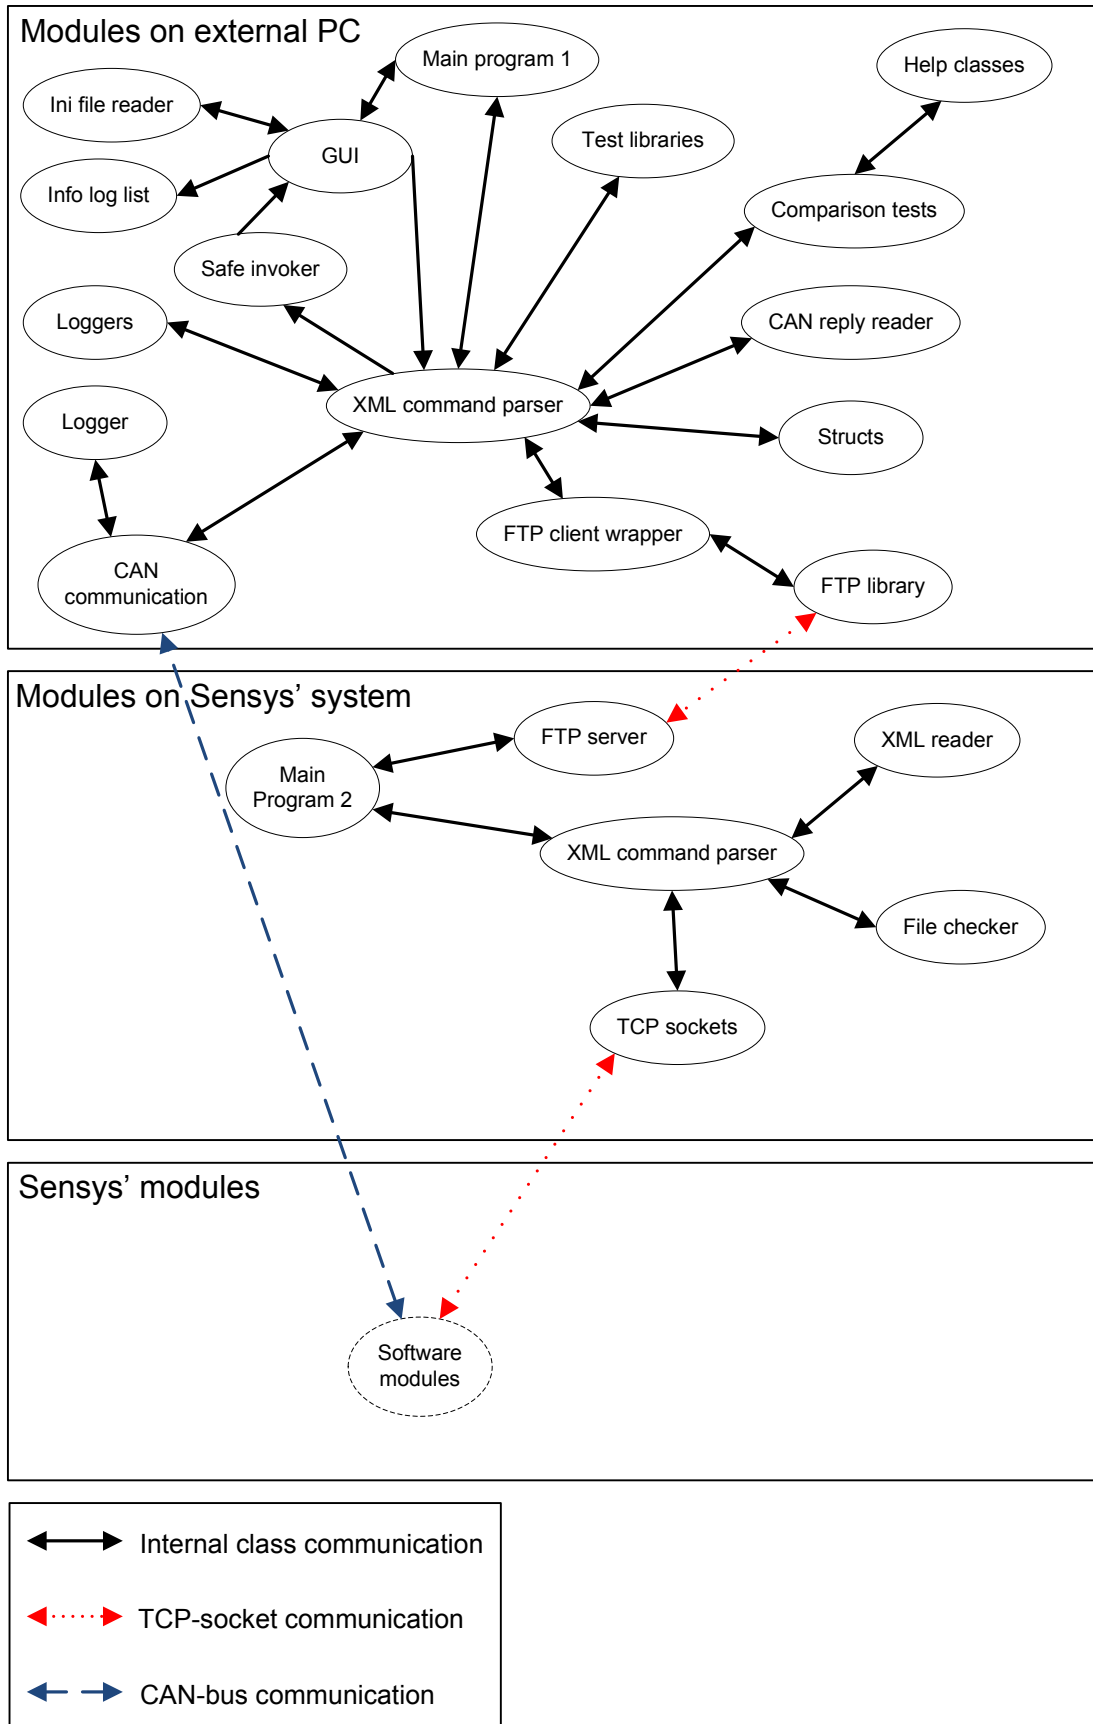 Modules on external PC
Main program 1
Help classes
Ini file reader
Test libraries
GUI
Info log list
Comparison tests
Safe invoker
Loggers
CAN reply reader
XML command parser
Logger
Structs
FTP client wrapper
CAN
communication
FTP library
Modules on Sensys’ system
FTP server
XML reader
Main
Program 2
XML command parser
File checker
TCP sockets
Sensys’ modules
Software
modules
Internal class communication
TCP-socket communication
CAN-bus communication